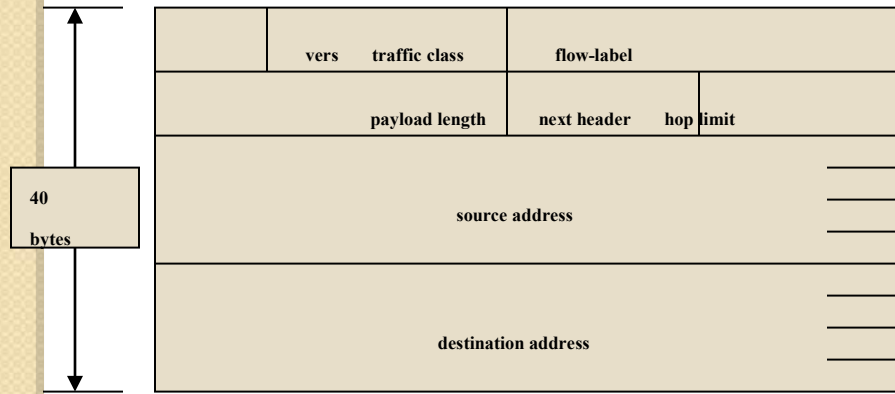 vers traffic class flow-label
payload length next header hop limit
40
bytes
source address
destination address